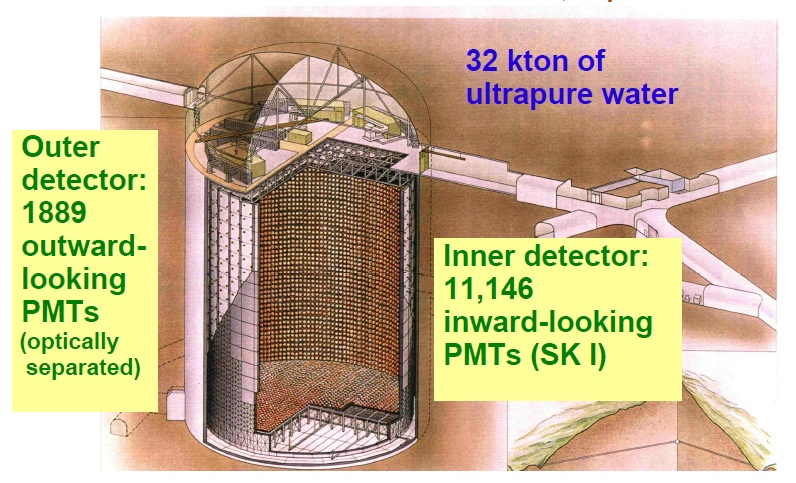 32 kton of
ultrapure water
Outer
detector:
1889
outward-
looking
PMTs
(optically
separated)
Inner detector:
11,146
inward-looking
PMTs (SK I)